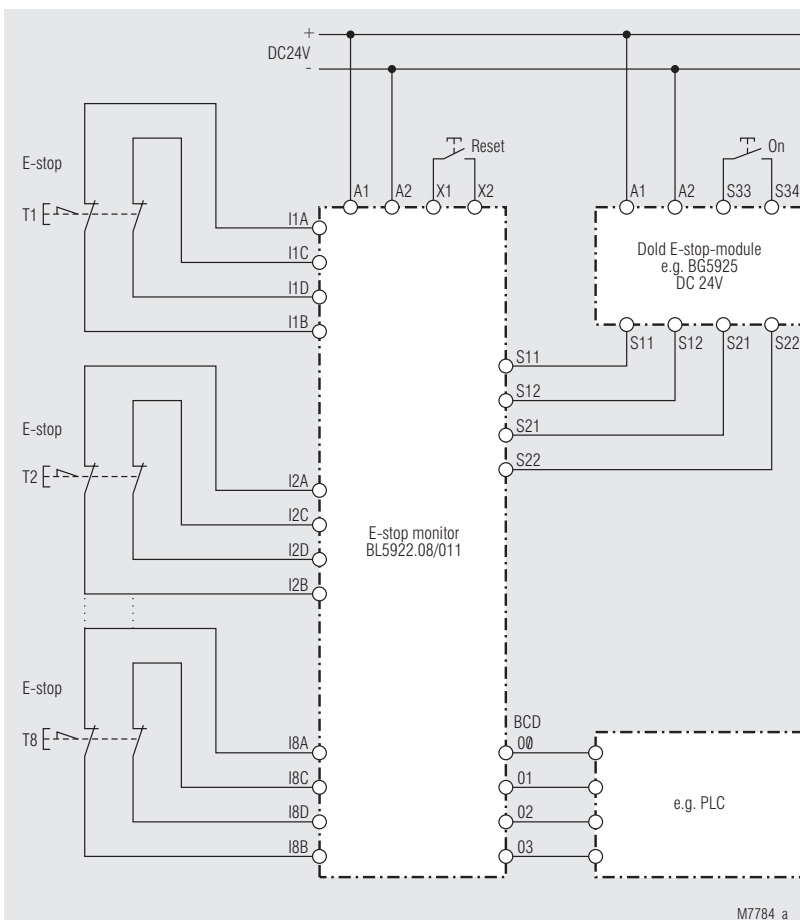 +
DC24V
-
Reset
On
A1 A2 X1 X2
A1 A2 S33 S34
E-stop
T1
I1A
I1C
I1D
I1B
Dold E-stop-module
e.g. BG5925
DC 24V
S11 S12 S21 S22
S11
S12
S21
S22
E-stop
T2
I2A
I2C
I2D
I2B
E-stop monitor
BL5922.08/011
E-stop
T8
I8A
I8C
I8D
I8B
BCD
00
01
02
03
e.g. PLC
M7784_a